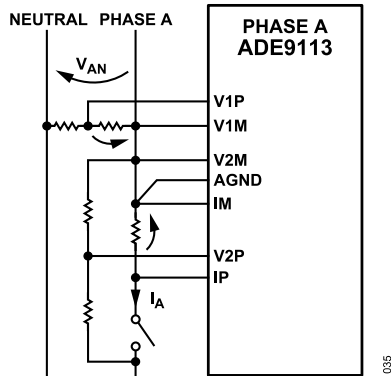 NEUTRAL PHASE A
PHASE A
ADE9113
VAN
V1P
V1M
V2M
AGND
IM
V2P
IP
IA
035